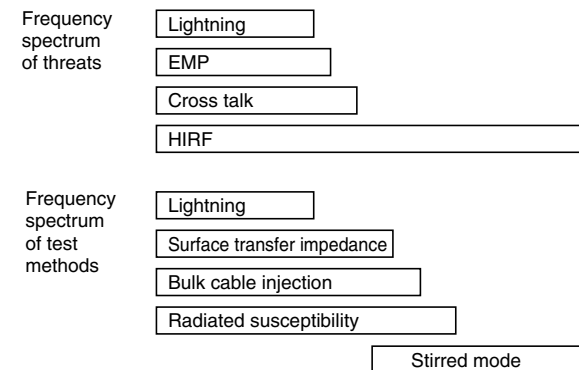 Frequency
spectrum
of threats
Lightning
EMP
Cross talk
HIRF
Frequency
spectrum
of test
methods
Lightning
Surface transfer impedance
Bulk cable injection
Radiated susceptibility
Stirred mode